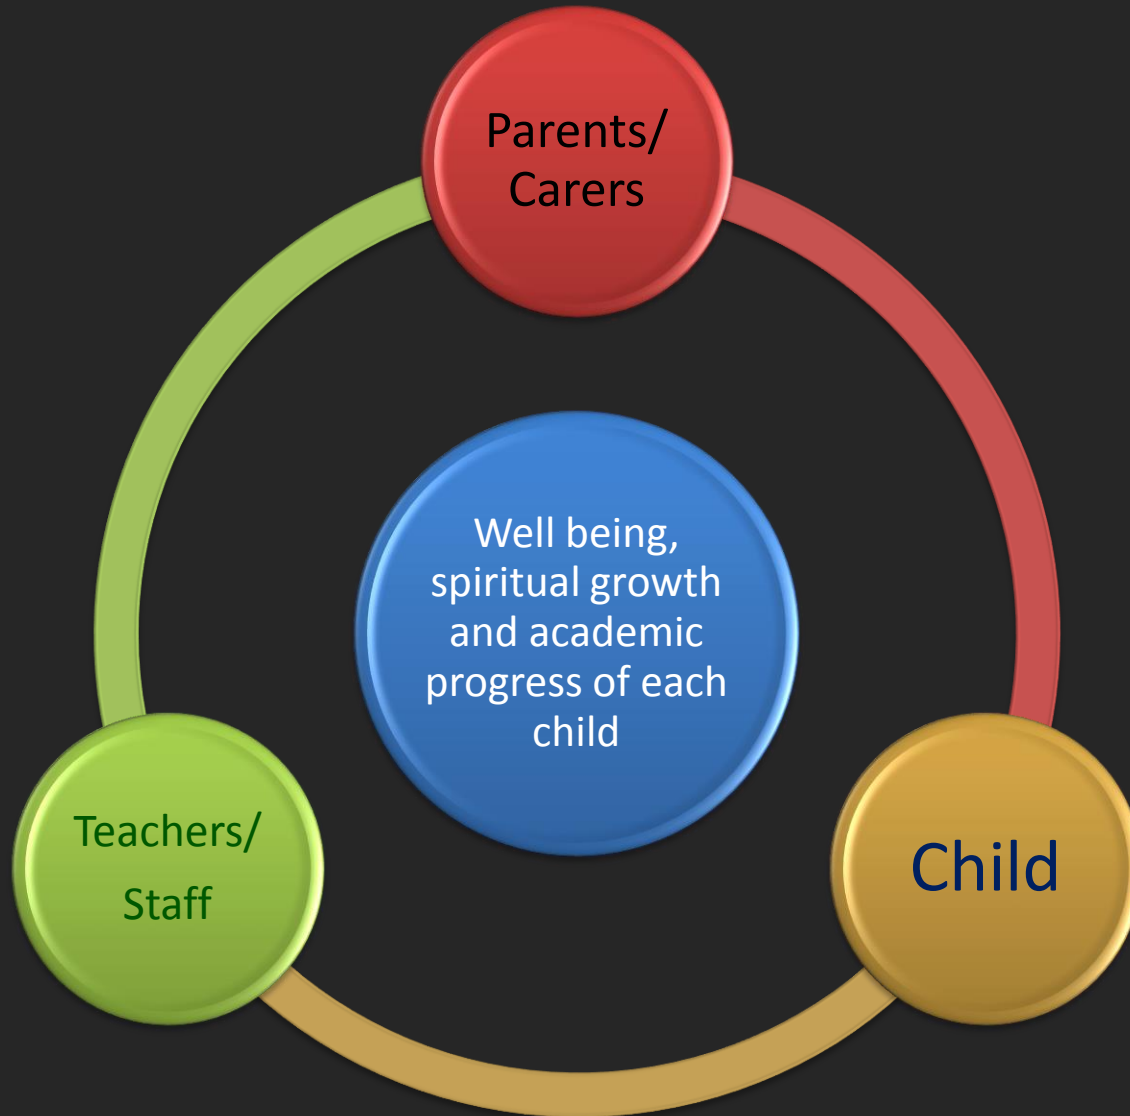 Parents/
Carers
Well being,
spiritual growth
and academic
progress of each
child
Teachers/
Staff
Child